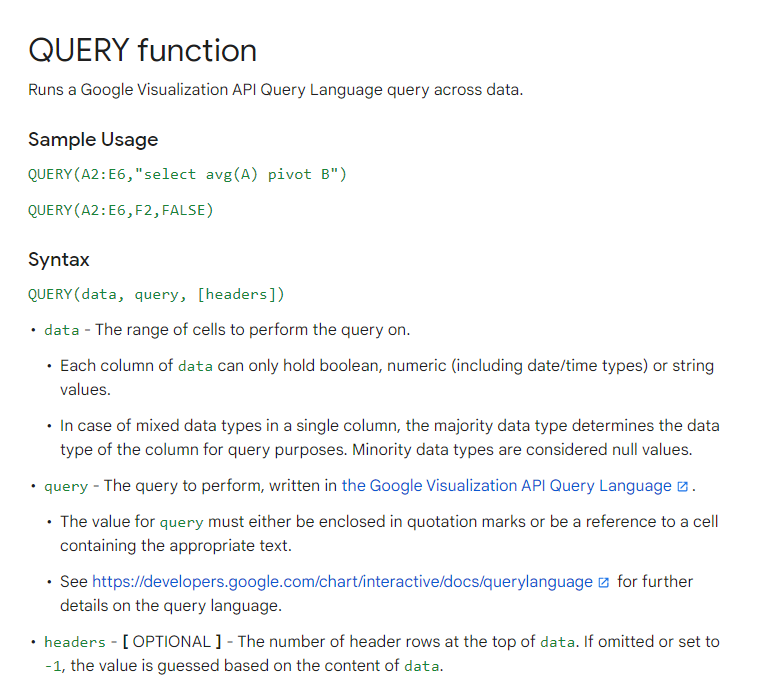 QUERY function
Runs a Google Visualization API Query Language query across data.
Sample Usage
QUERY(A2:E6,"select avg(A) pivot B")
QUERY(A2:E6,F2,FALSE)
Syntax
QUERY(data, query, [headers])
• data - The range of cells to perform the query on.
• Each column of data can only hold boolean, numeric (including date/time types) or string
values.
• In case of mixed data types in a single column, the majority data type determines the data
type of the column for query purposes. Minority data types are considered null values.
• query - The query to perform, written in the Google Visualization API Query Language .
• The value for query must either be enclosed in quotation marks or be a reference to a cell
containing the appropriate text.
• See https://developers.google.com/chart/interactive/docs/querylanguage for further
details on the query language.
• headers - [ OPTIONAL ] - The number of header rows at the top of data. If omitted or set to
-1, the value is guessed based on the content of data.